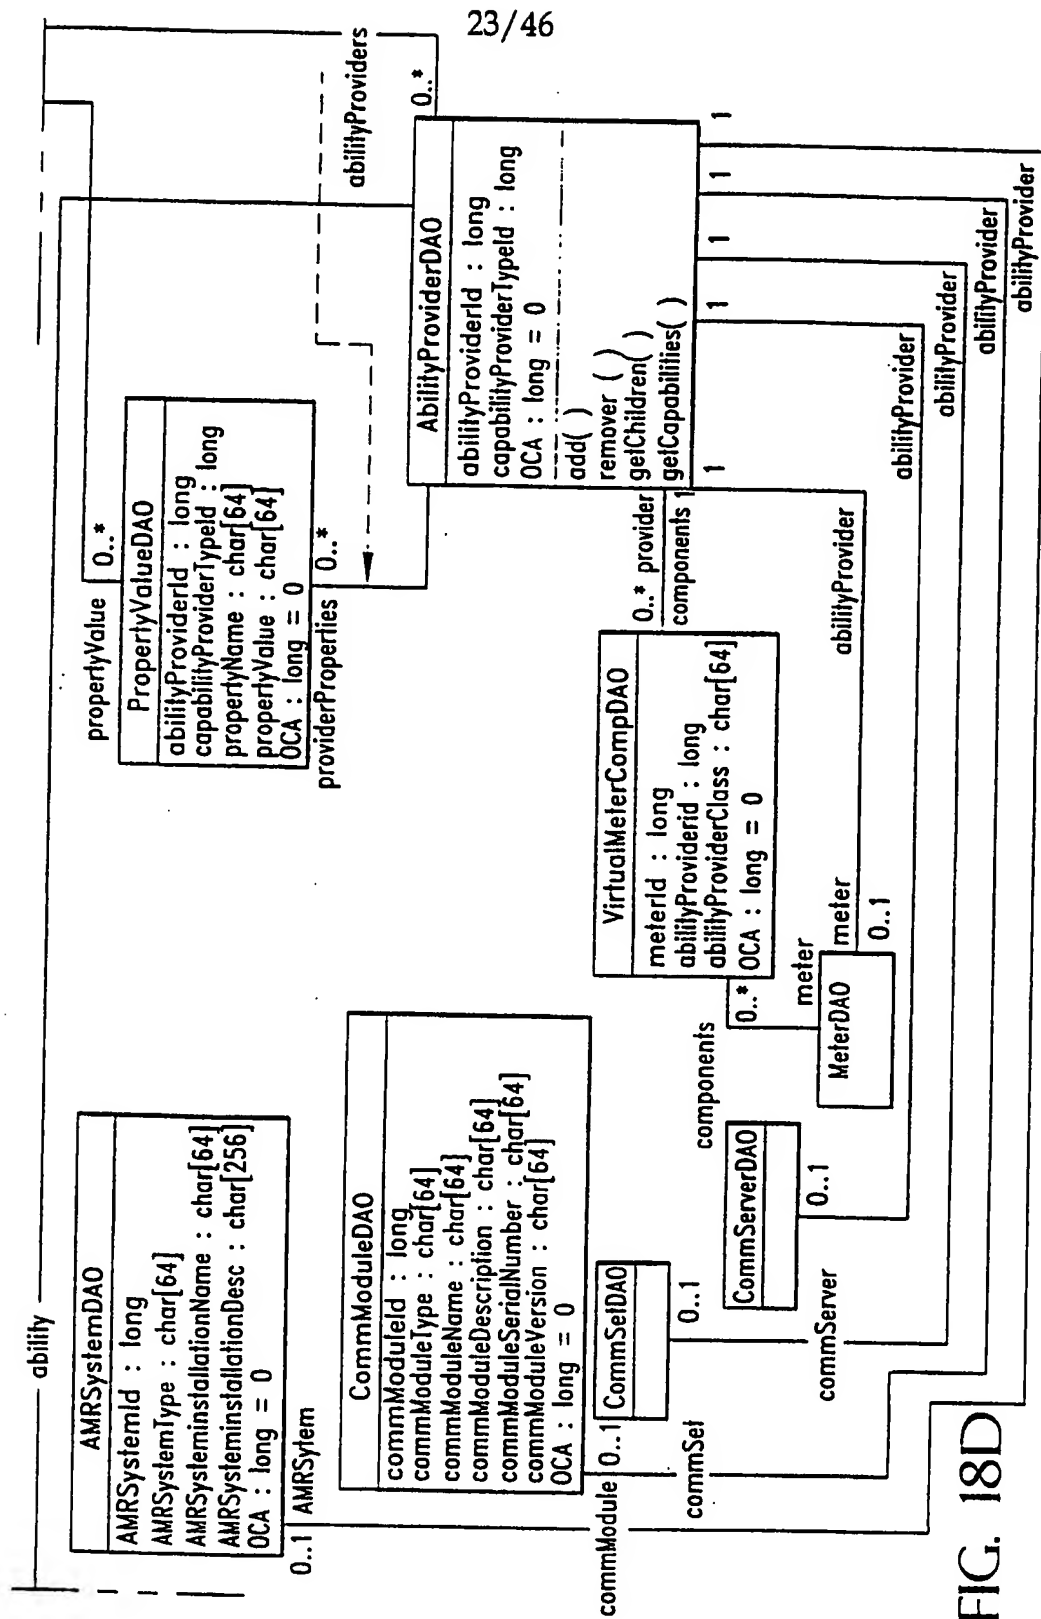 23/46
ability
AMRSystemDAO
AMRSystemId : long
AMRSystemType : char[64]
AMRSysteminstallationName : char[64]
AMRSysteminstallationDesc : char[256]
OCA : long = 0
0..1
AMRSytem
propertyValue
0..*
PropertyValueDAO
abilityProviderId : long
capabilityProviderTypeId : long
propertyName : char[64]
propertyValue : char[64]
OCA : long = 0
providerProperties
0..*
abilityProviders
0..*
AbilityProviderDAO
abilityProviderId : long
capabilityProviderTypeId : long
OCA : long = 0
add( )
remover ( )
getChildren( )
getCapabilities( )
CommModuleDAO
commModuleId : long
commModuleType : char[64]
commModuleName : char[64]
commModuleDescription : char[64]
commModuleSerialNumber : char[64]
commModuleVersion : char[64]
OCA : long = 0
commModule
0..1
VirtualMeterCompDAO
meterId : long
abilityProviderid : long
abilityProviderClass : char[64]
OCA : long = 0
0..*
provider
components
1
components
0..*
meter
MeterDAO
meter
0..1
abilityProvider
1
CommSetDAO
0..1
commSet
CommServerDAO
0..1
commServer
abilityProvider
1
abilityProvider
1
abilityProvider
1
abilityProvider
1
FIG. 18D